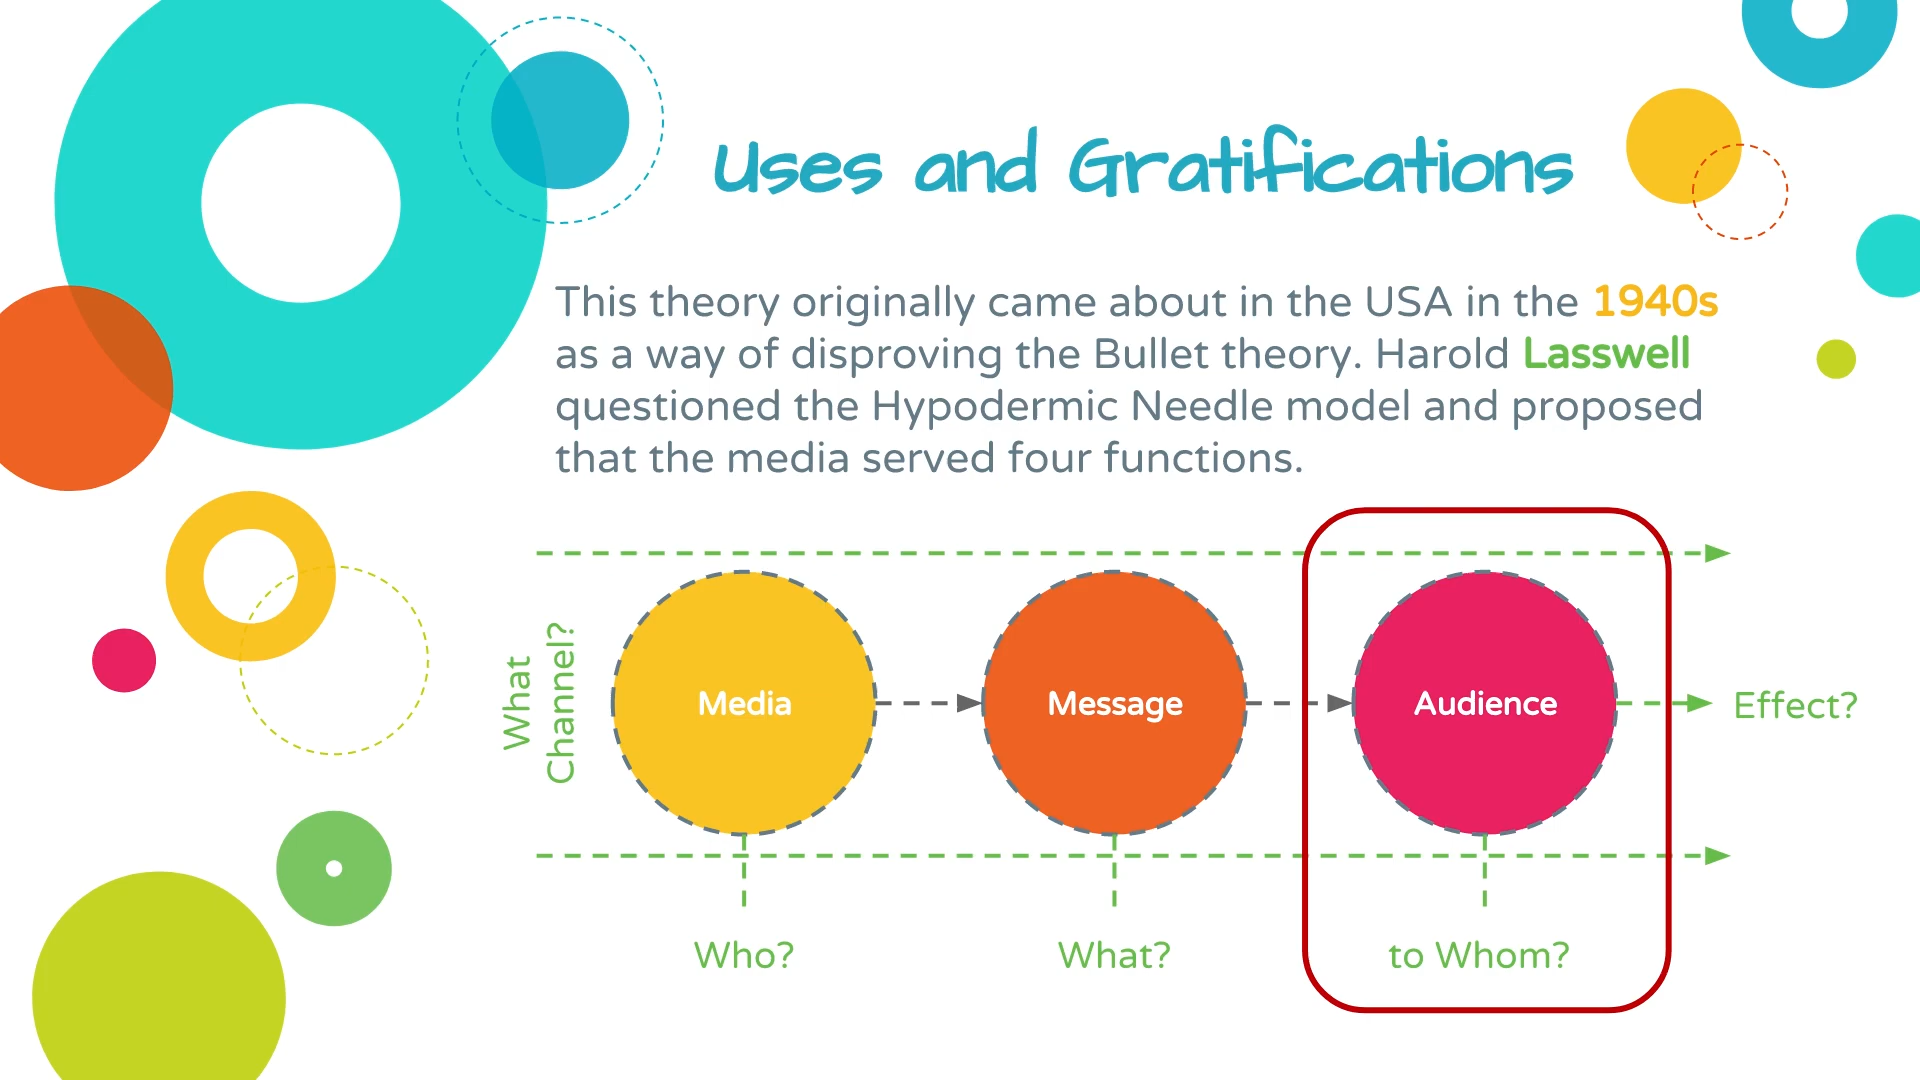 Uses and Gratifications
This theory originally came about in the USA in the 1940s
as a way of disproving the Bullet theory. Harold Lasswell
questioned the Hypodermic Needle model and proposed
that the media served four functions.
What
Channel?
Media
Message
Audience
Effect?
Who?
What?
to Whom?